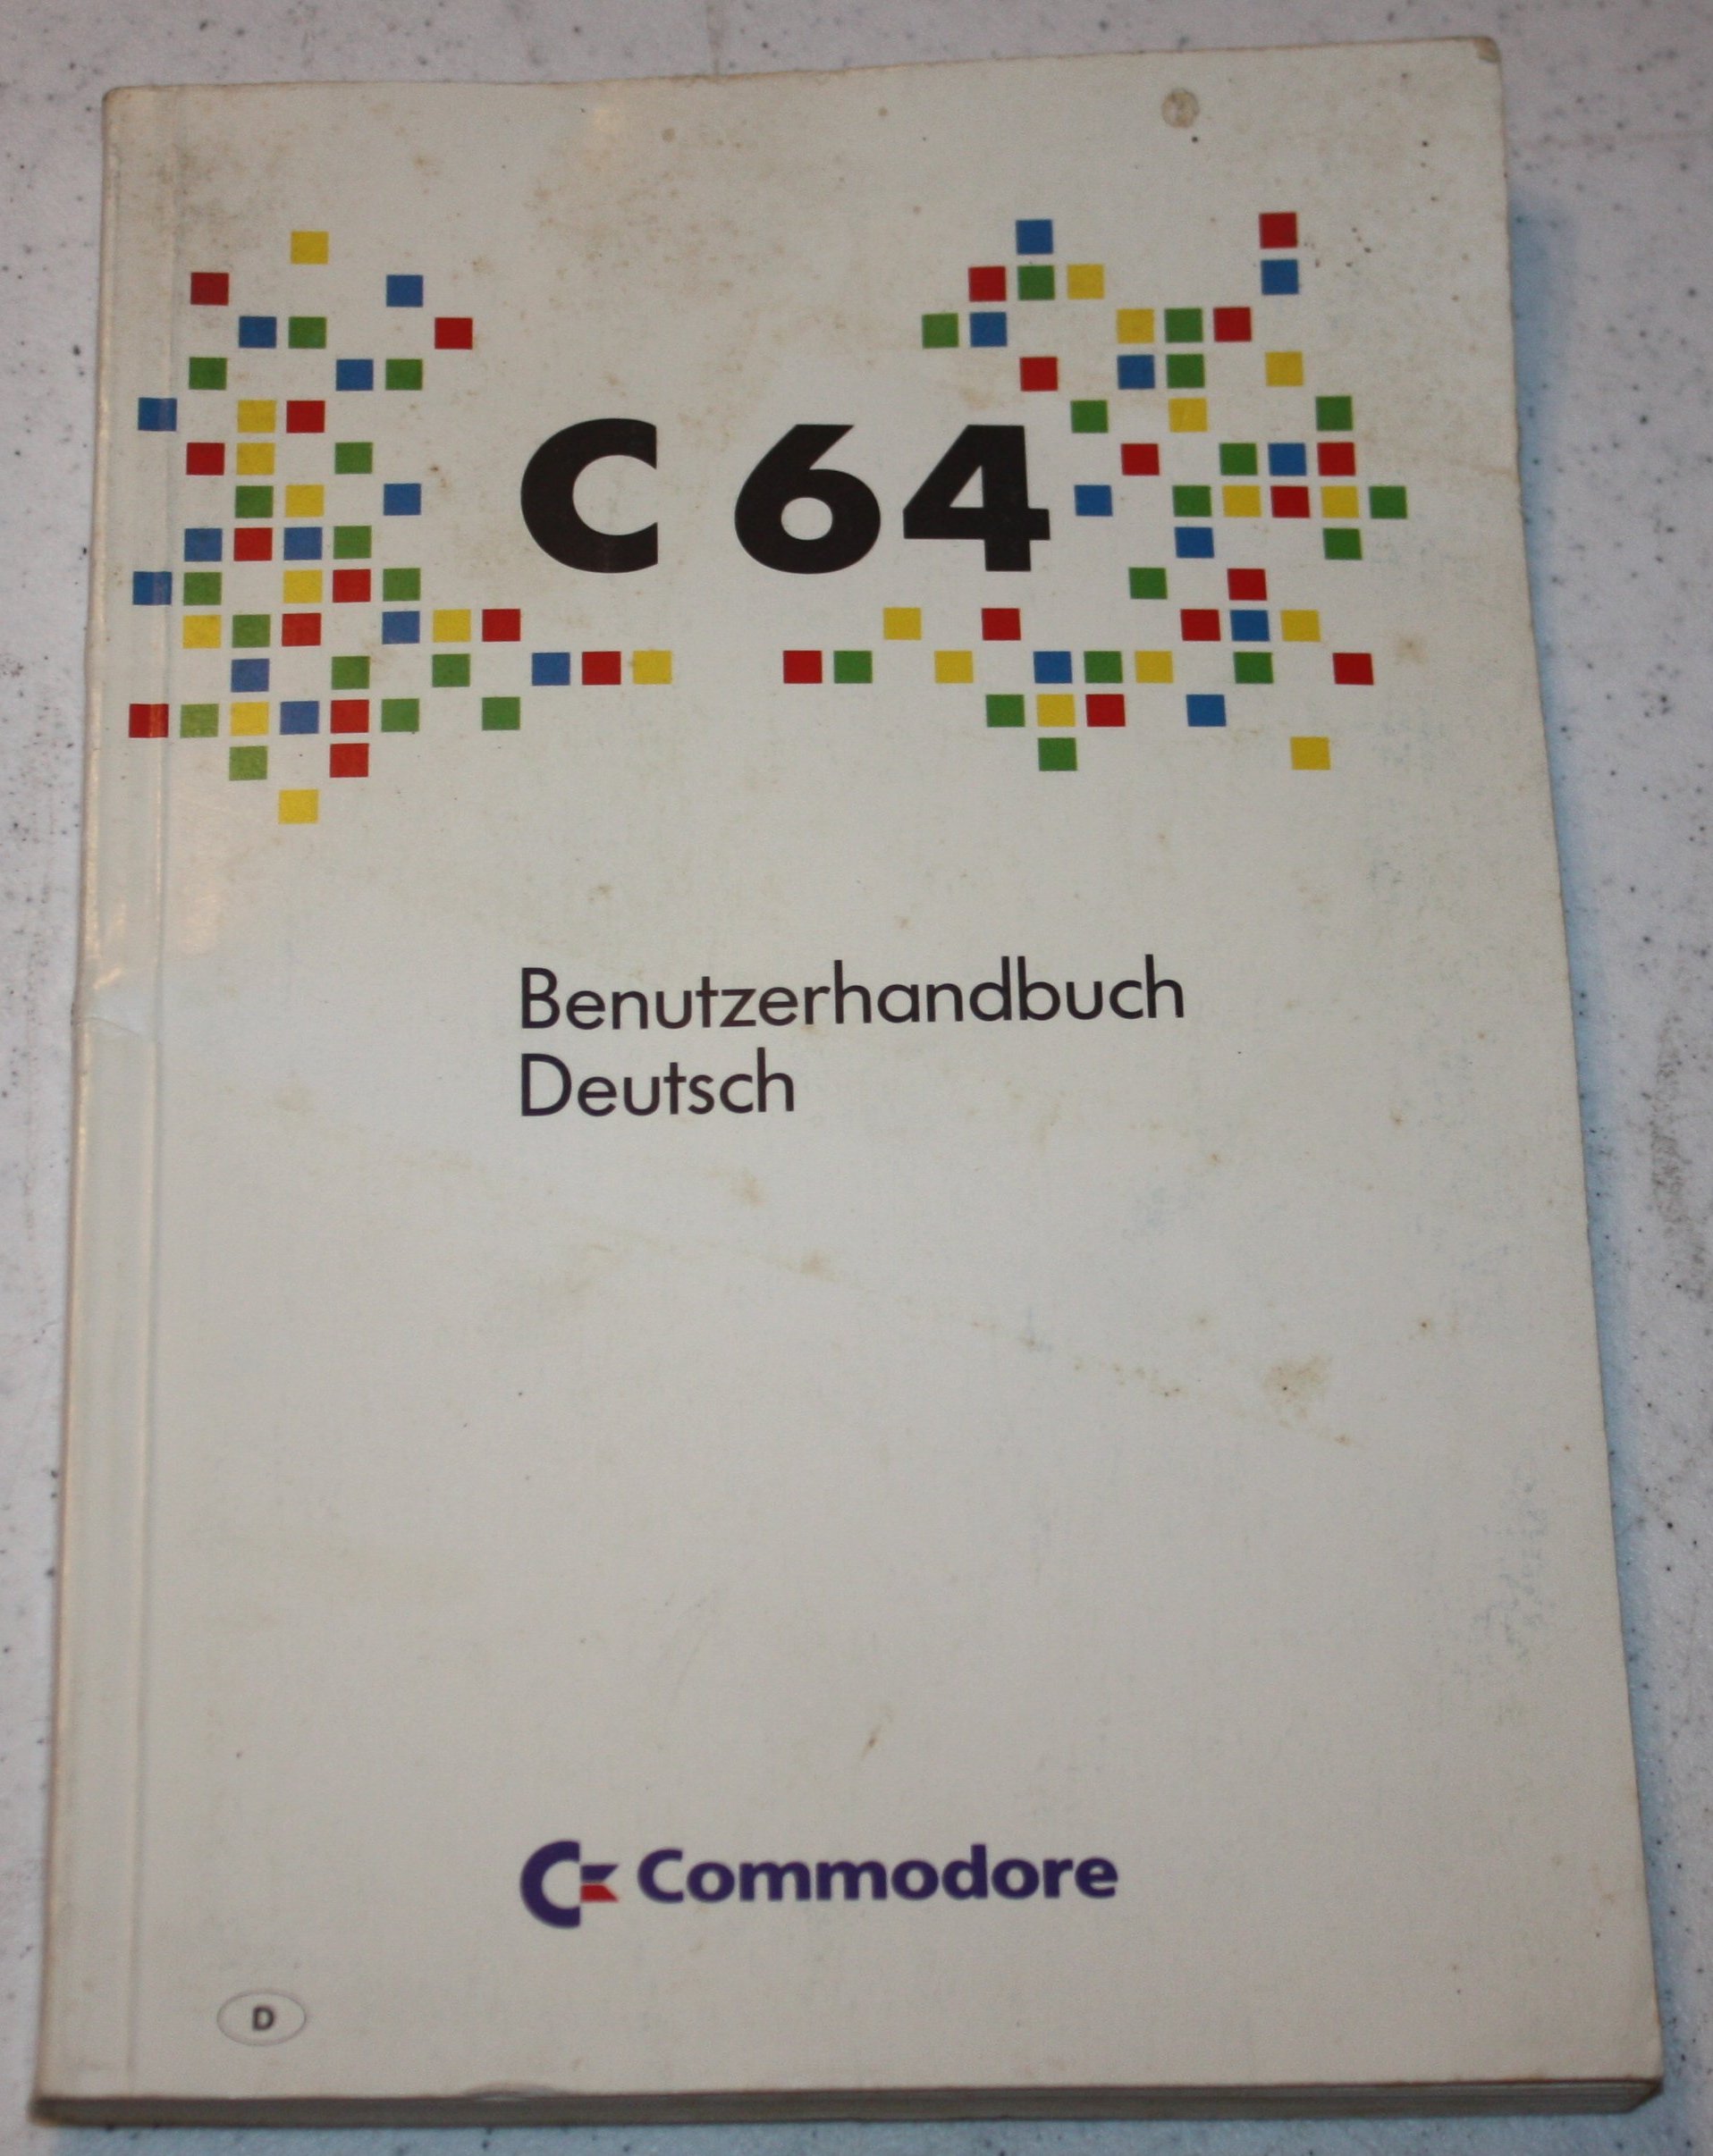 C 64
Benutzerhandbuch
Deutsch
Commodore
D